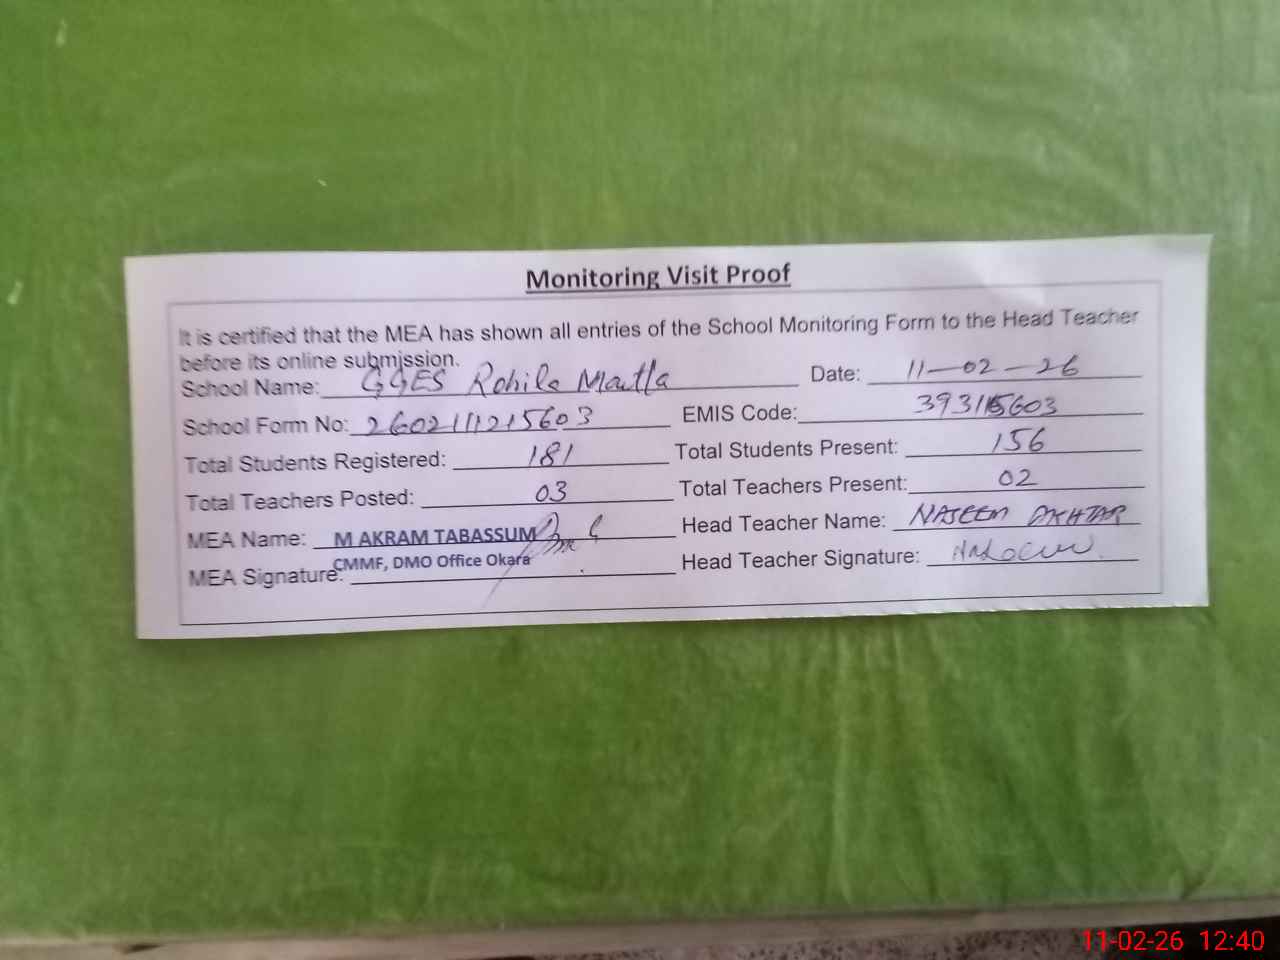 Monitoring Visit Proof
It is certified that the MEA has shown all entries of the School Monitoring Form to the Head Teacher
before its online submission.
School Name: GGES Rohila Mautla Date: 11-02-26
School Form No: 2602111215603 EMIS Code: 39315603
Total Students Registered: 181 Total Students Present: 156
Total Teachers Posted: 03 Total Teachers Present: 02
MEA Name: M AKRAM TABASSUM Head Teacher Name: NASEEM AKHTAR
CMMF, DMO Office Okara
MEA Signature: Head Teacher Signature:
11-02-26 12:40